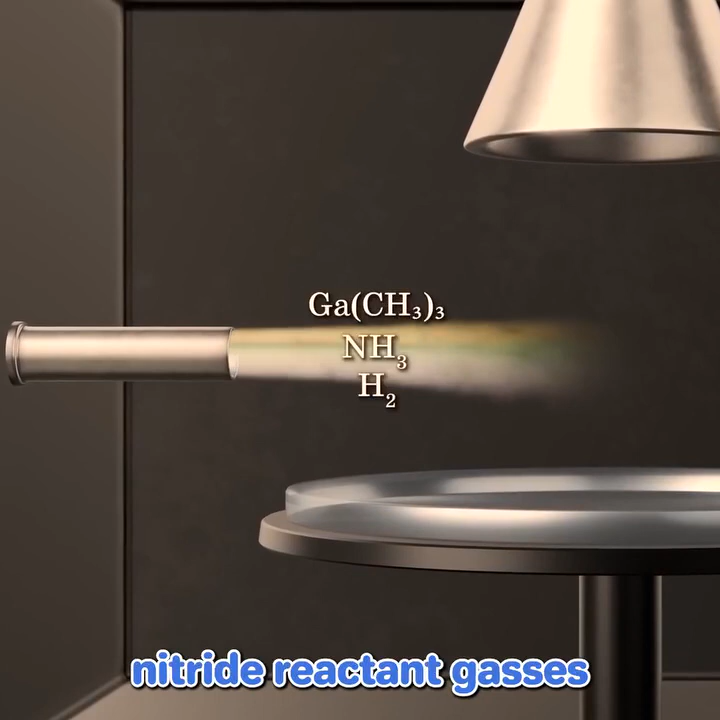 Ga(CH₃)₃
NH₃
H₂
nitride reactant gasses